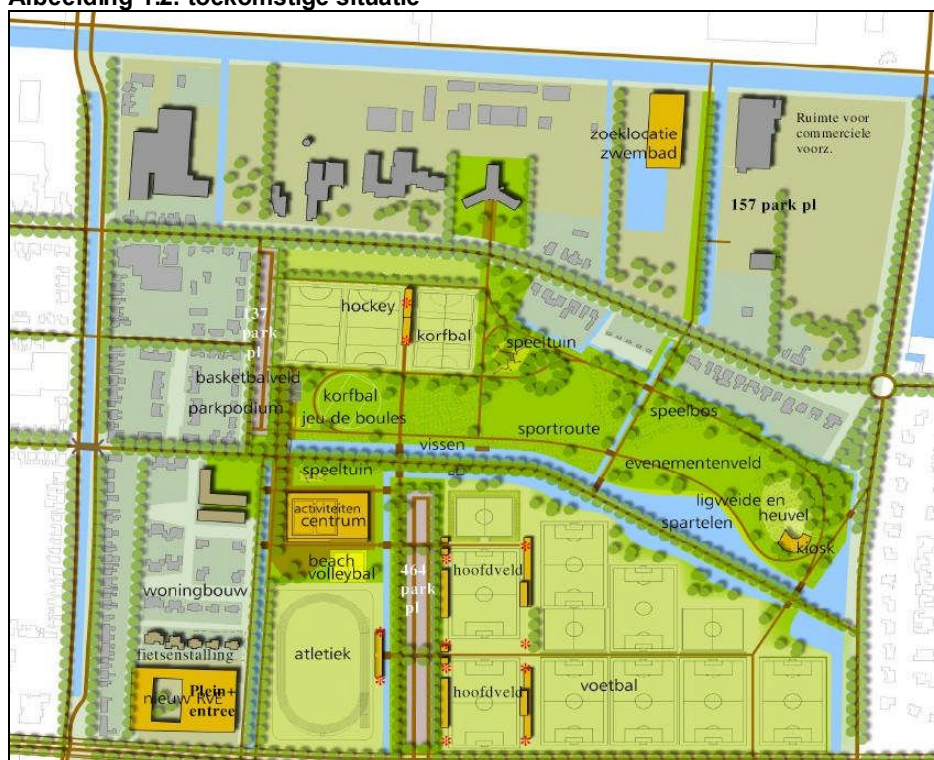 Afbeelding 1.2. toekomstige situatie
zoeklocatie
zwembad
Ruimte voor
commerciele
voorz.
157 park pl
hockey
korfbal
137
park
pl
speeltuin
basketbalveld
parkpodium
korfbal
jeu de boules
speelbos
sportroute
vissen
evenementenveld
speeltuin
ligweide en
heuvel
spartelen
activiteiten
centrum
kiosk
beach
volleybal
464
park
pl
hoofdveld
woningbouw
atletiek
fietsenstalling
hoofdveld
voetbal
nieuw RVE
Plein+
entree